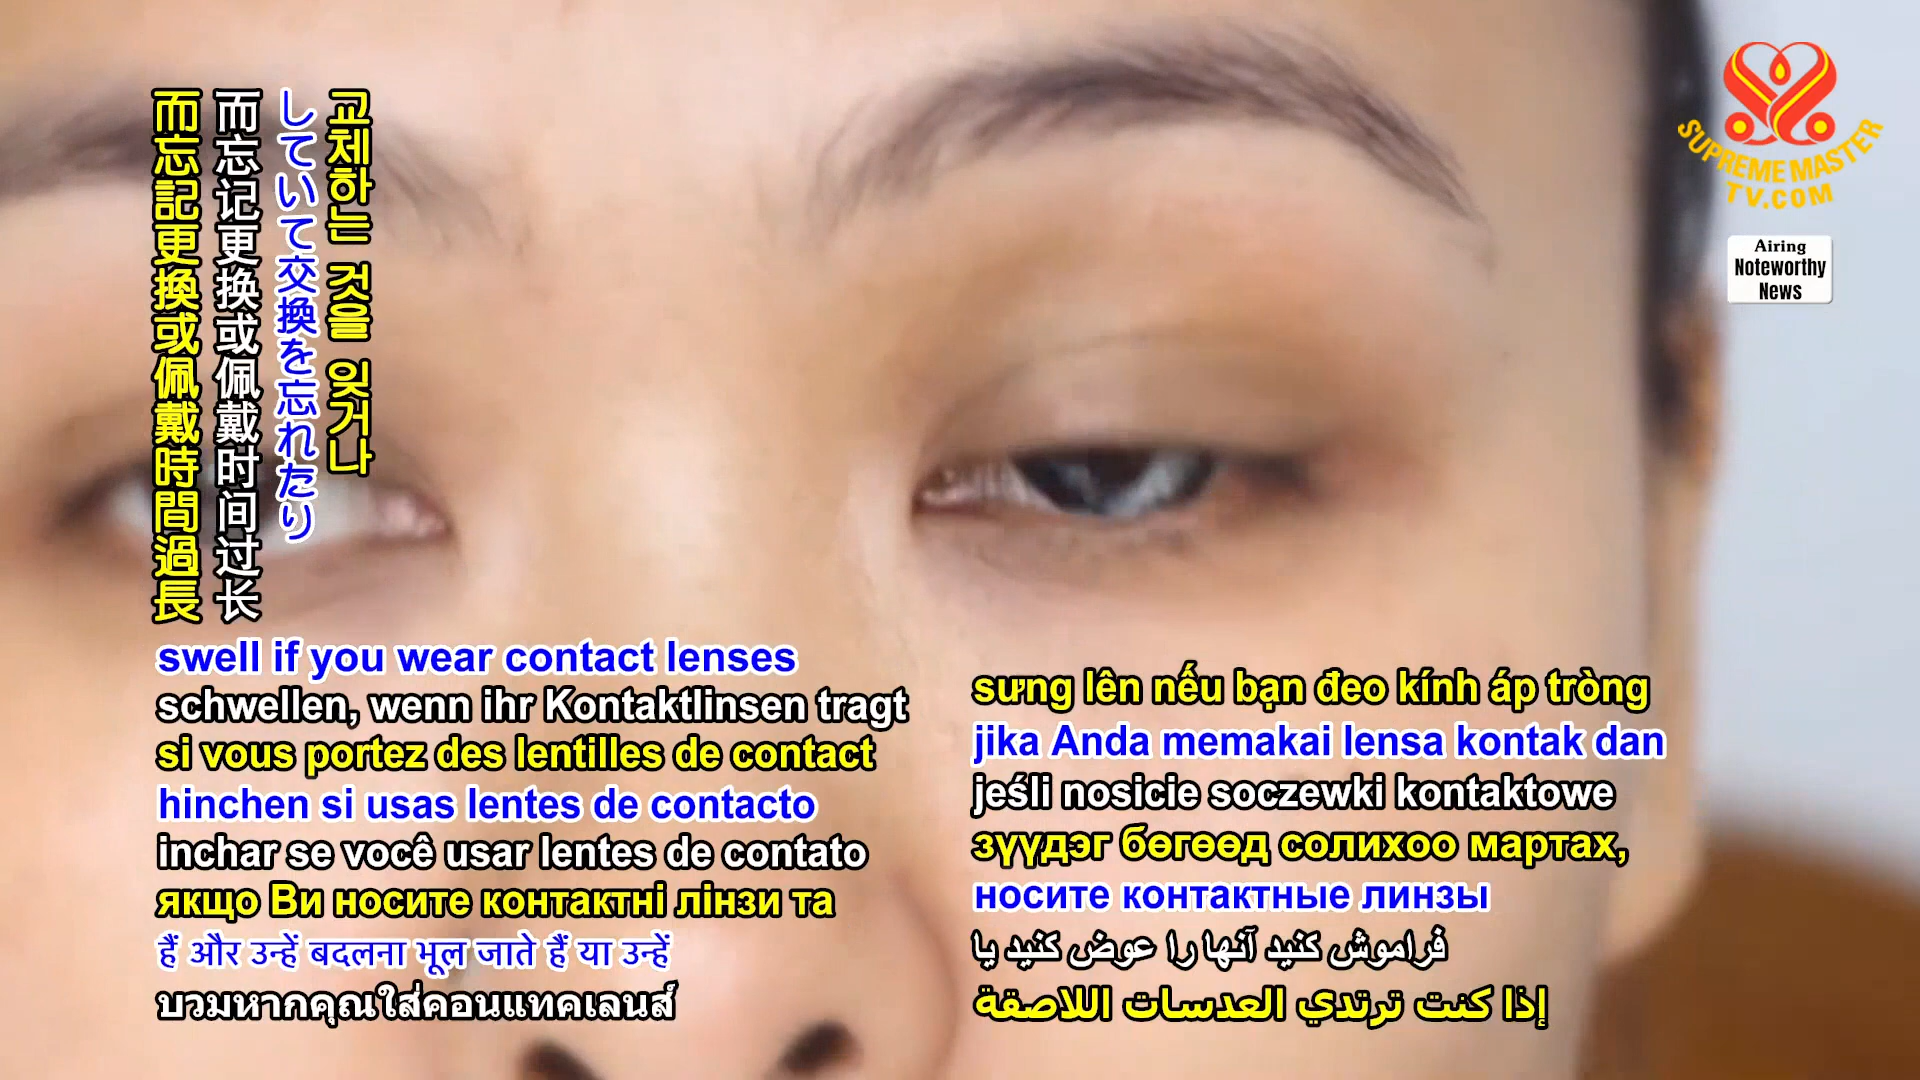 而忘記更換或佩戴時間過長
而忘记更换或佩戴时间过长
していて交換を忘れたり
교체하는 것을 잊거나
SUPREME MASTER
TV.COM
Airing
Noteworthy
News
swell if you wear contact lenses
schwellen, wenn ihr Kontaktlinsen tragt
si vous portez des lentilles de contact
hinchen si usas lentes de contacto
inchar se você usar lentes de contato
якщо Ви носите контактні лінзи та
हैं और उन्हें बदलना भूल जाते हैं या उन्हें
บวมหากคุณใส่คอนแทคเลนส์
sưng lên nếu bạn đeo kính áp tròng
jika Anda memakai lensa kontak dan
jeśli nosicie soczewki kontaktowe
зүүдэг бөгөөд солихоо мартах,
носите контактные линзы
فراموش کنید آنها را عوض کنید یا
إذا كنت ترتدي العدسات اللاصقة